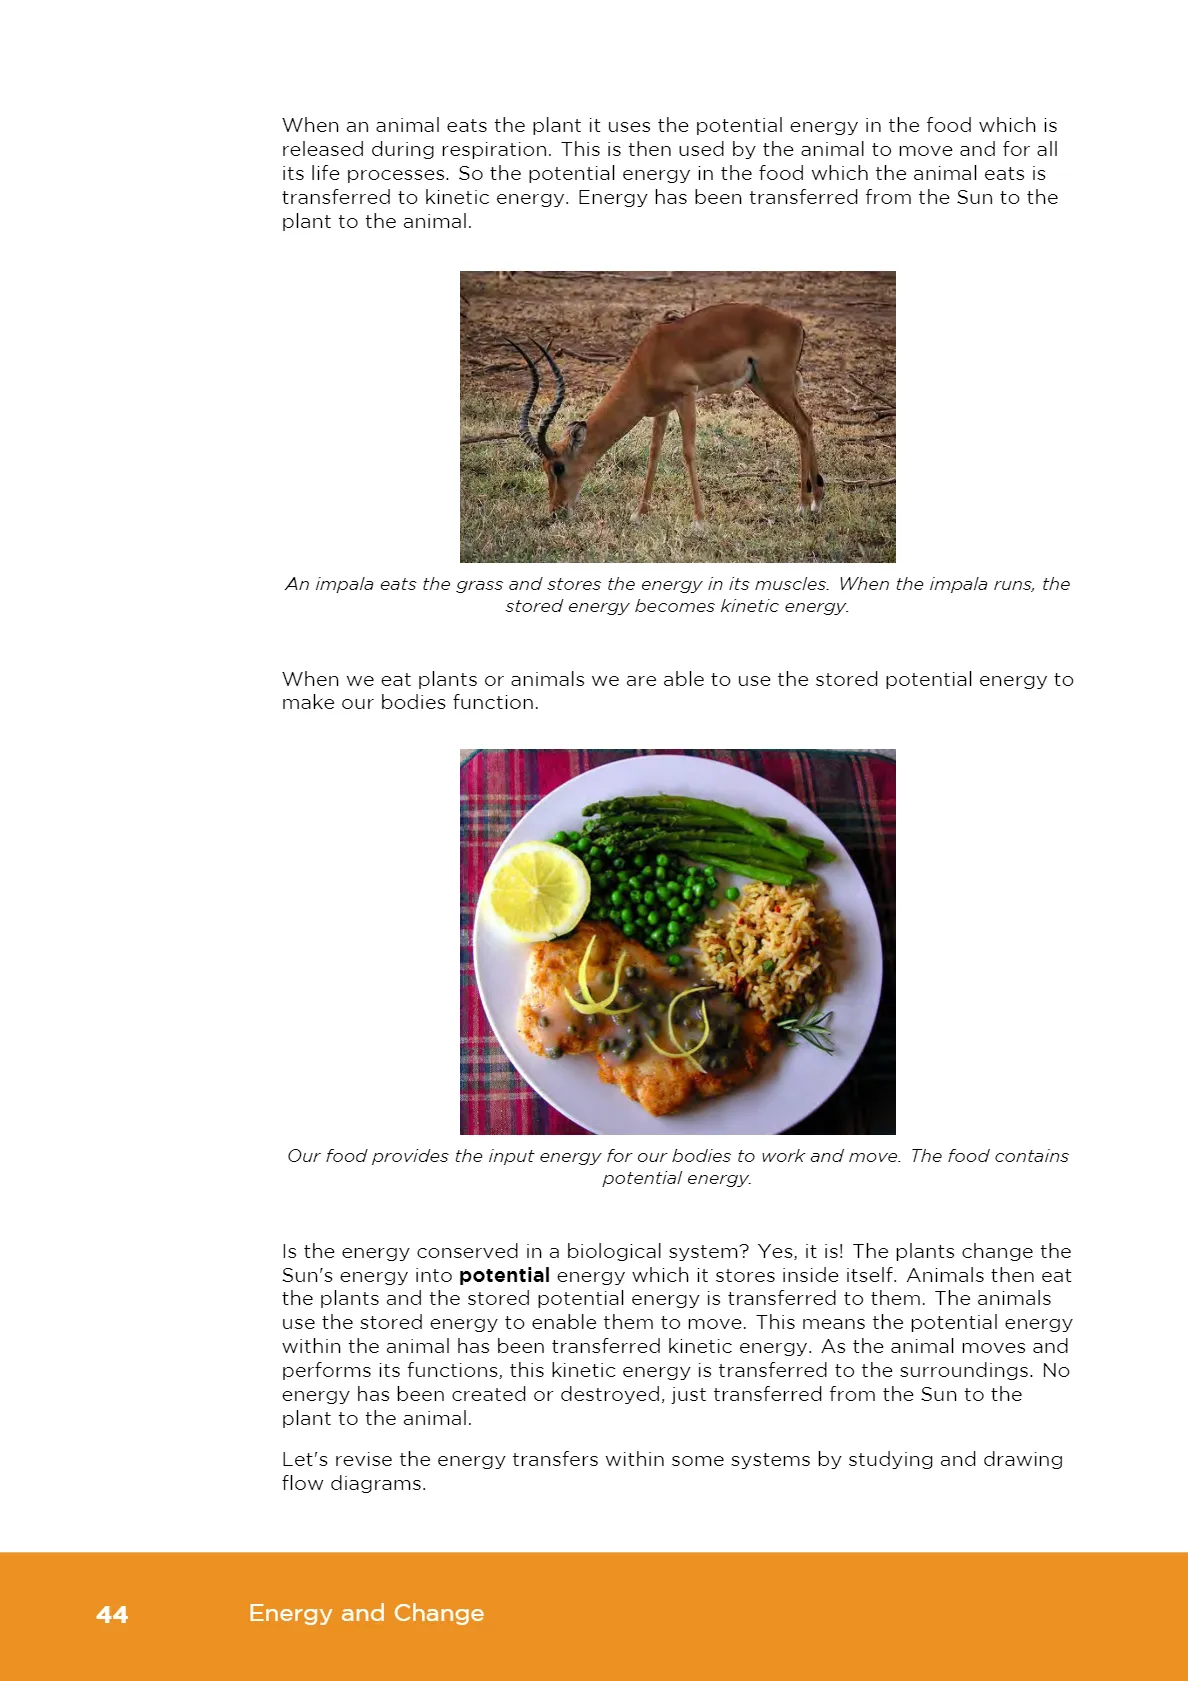 When an animal eats the plant it uses the potential energy in the food which is
released during respiration. This is then used by the animal to move and for all
its life processes. So the potential energy in the food which the animal eats is
transferred to kinetic energy. Energy has been transferred from the Sun to the
plant to the animal.
An impala eats the grass and stores the energy in its muscles. When the impala runs, the
stored energy becomes kinetic energy.
When we eat plants or animals we are able to use the stored potential energy to
make our bodies function.
Our food provides the input energy for our bodies to work and move. The food contains
potential energy.
Is the energy conserved in a biological system? Yes, it is! The plants change the
Sun's energy into potential energy which it stores inside itself. Animals then eat
the plants and the stored potential energy is transferred to them. The animals
use the stored energy to enable them to move. This means the potential energy
within the animal has been transferred kinetic energy. As the animal moves and
performs its functions, this kinetic energy is transferred to the surroundings. No
energy has been created or destroyed, just transferred from the Sun to the
plant to the animal.
Let's revise the energy transfers within some systems by studying and drawing
flow diagrams.
44 Energy and Change